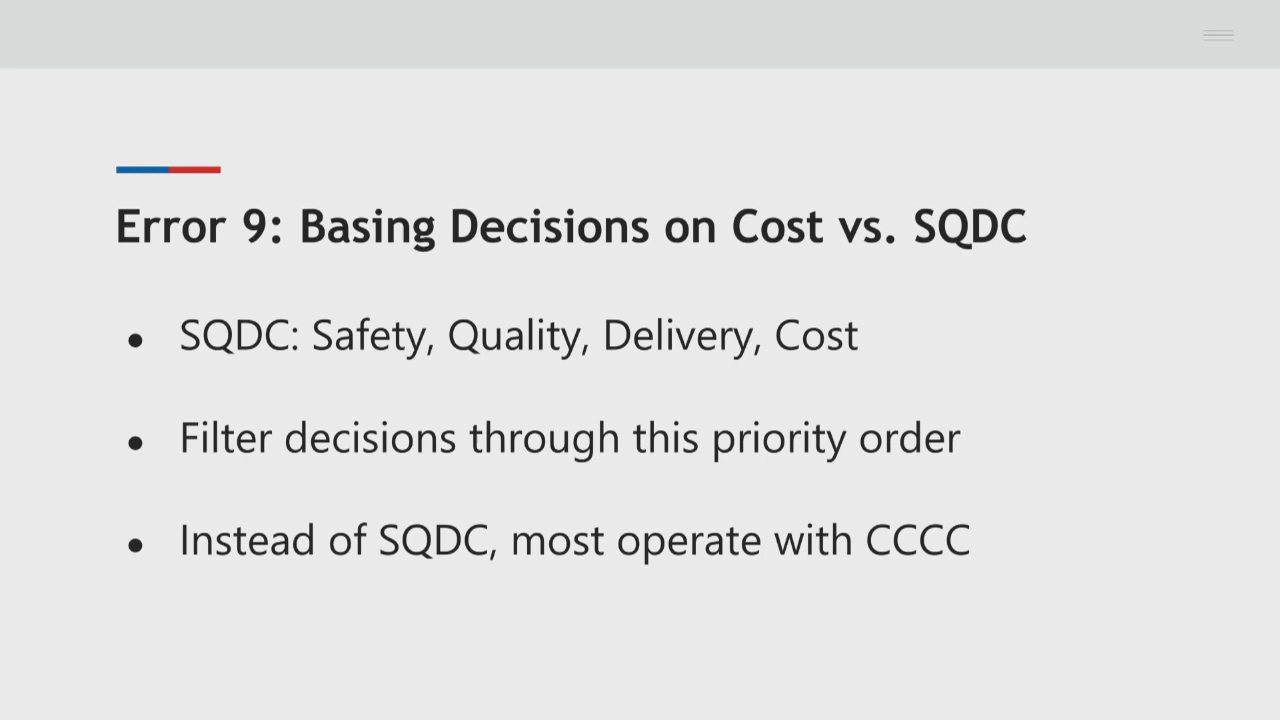 Error 9: Basing Decisions on Cost vs. SQDC
● SQDC: Safety, Quality, Delivery, Cost
● Filter decisions through this priority order
● Instead of SQDC, most operate with CCCC